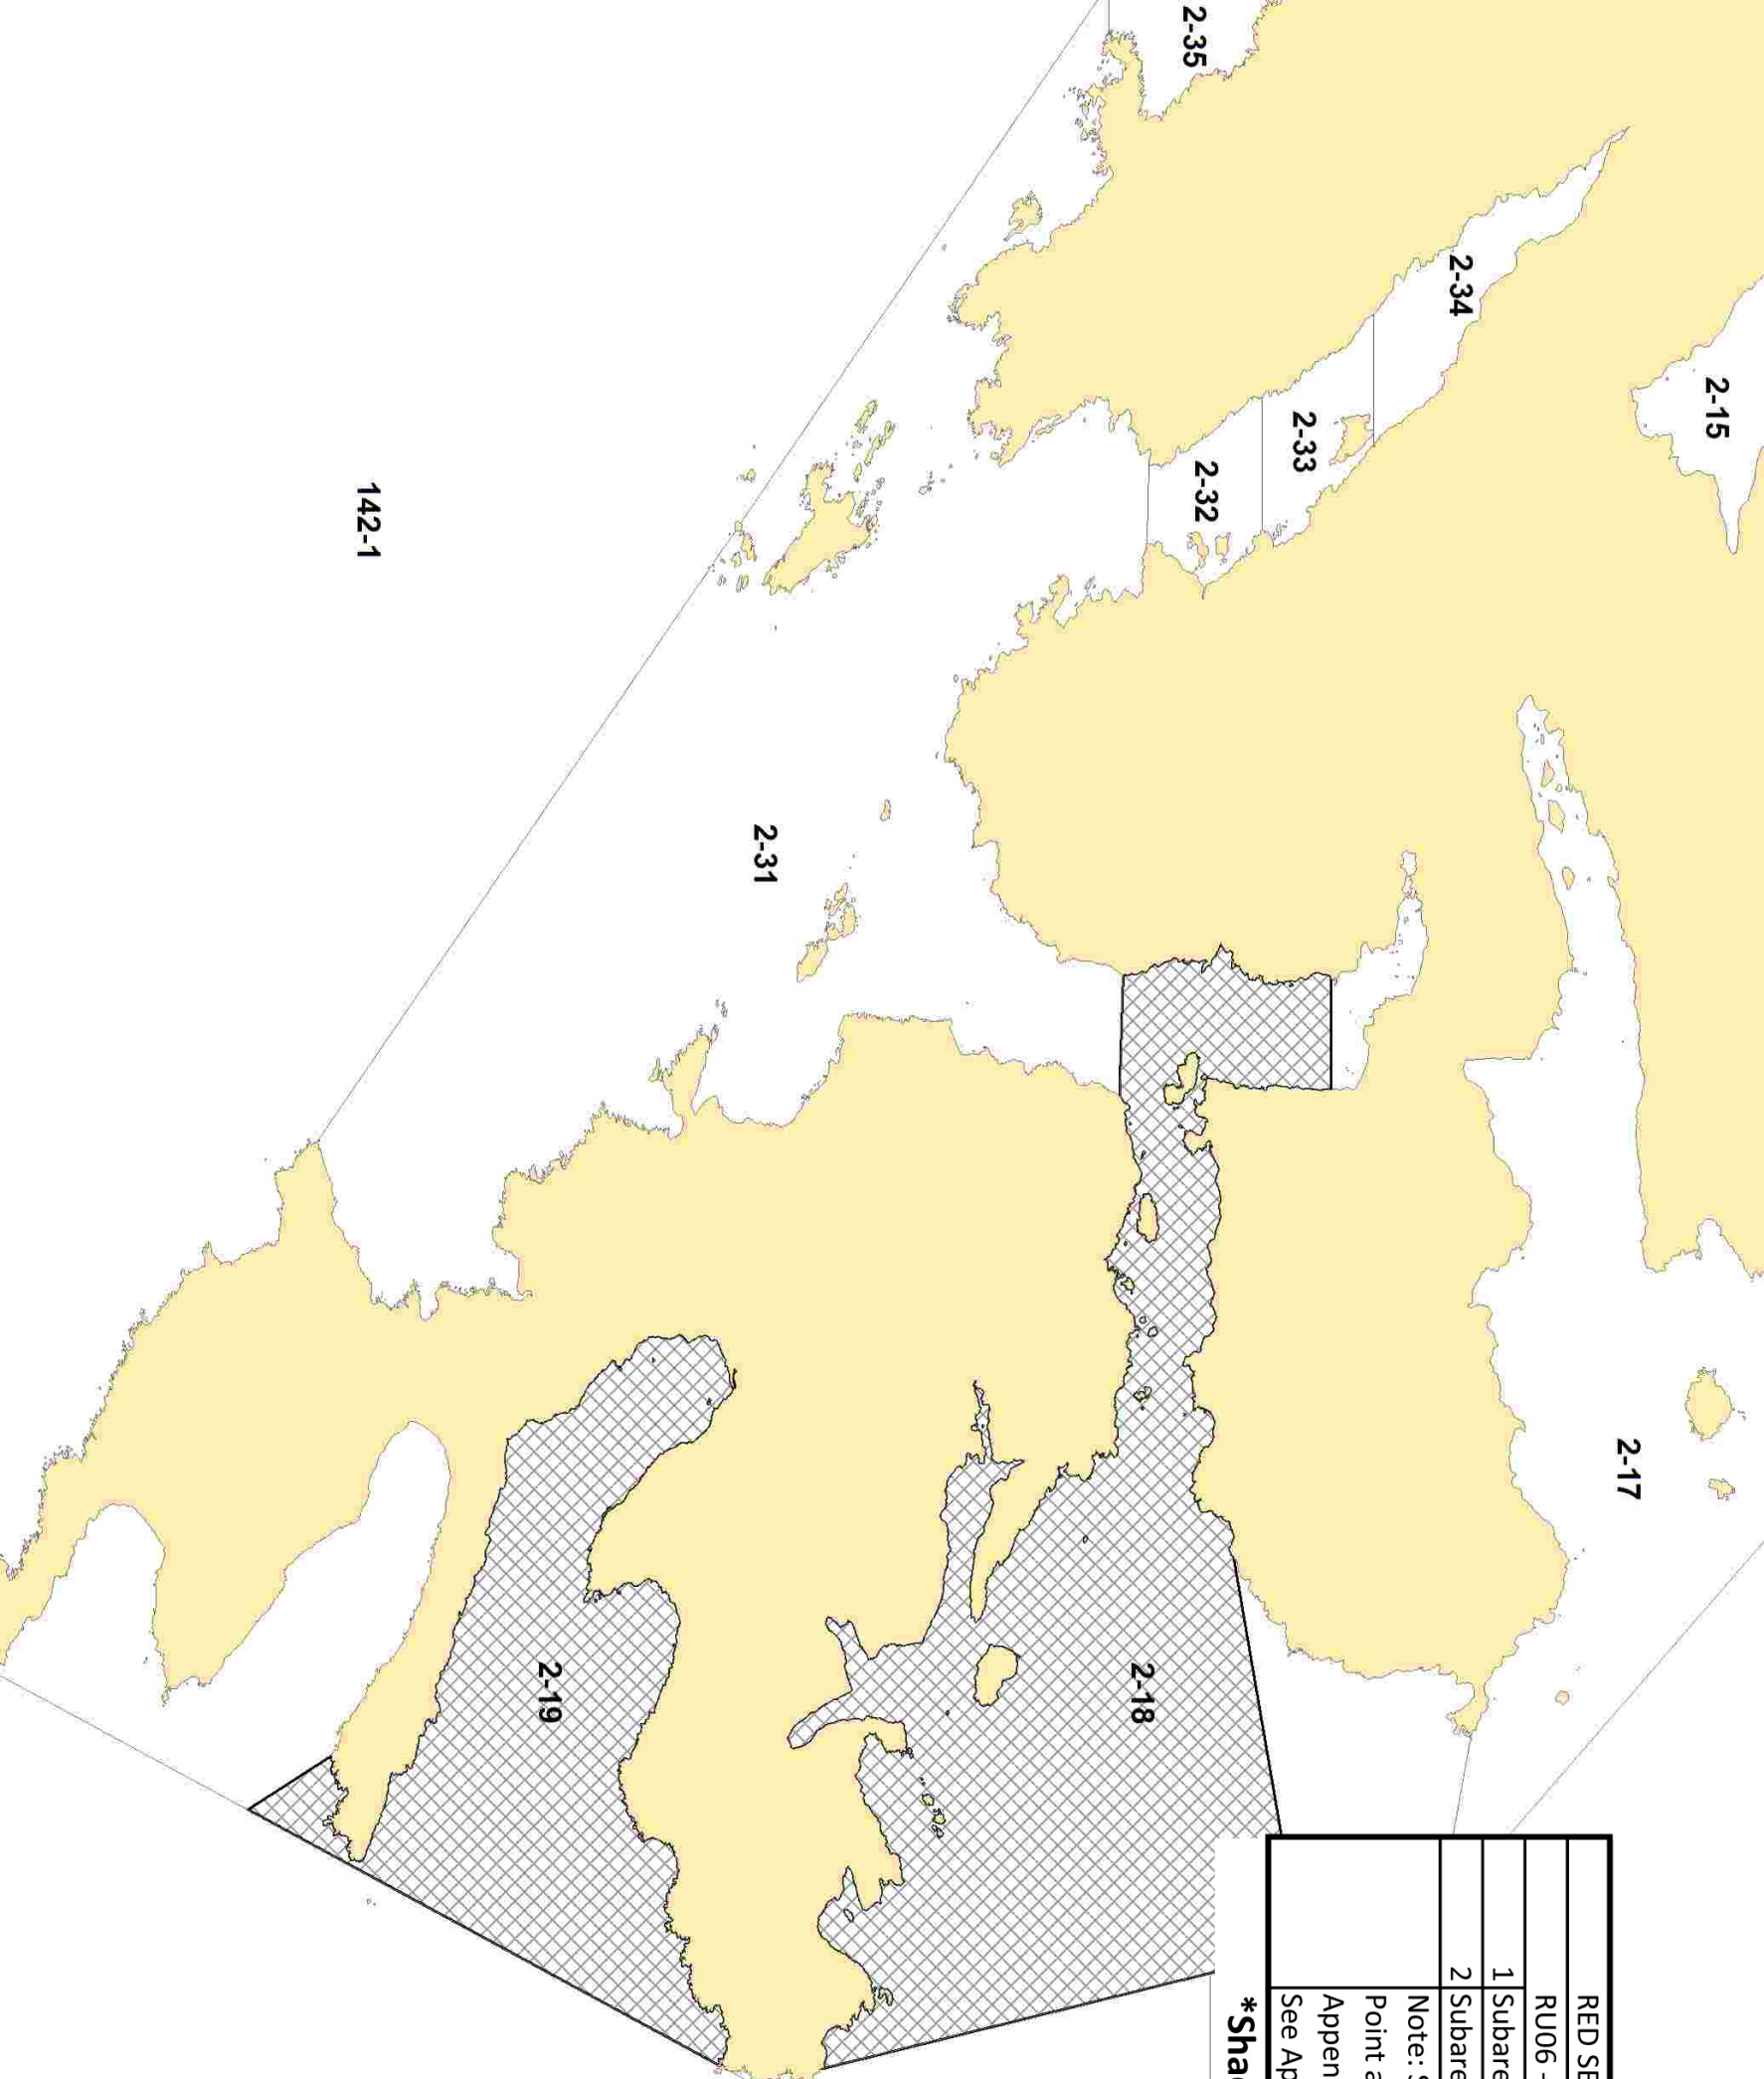 2-35
2-34
2-15
2-33
2-32
142-1
2-31
2-17
2-18
2-19
RED SE
RU06 -
1 Subare
2 Subare
Note: S
Point a
Appen
See Ap
*Sha